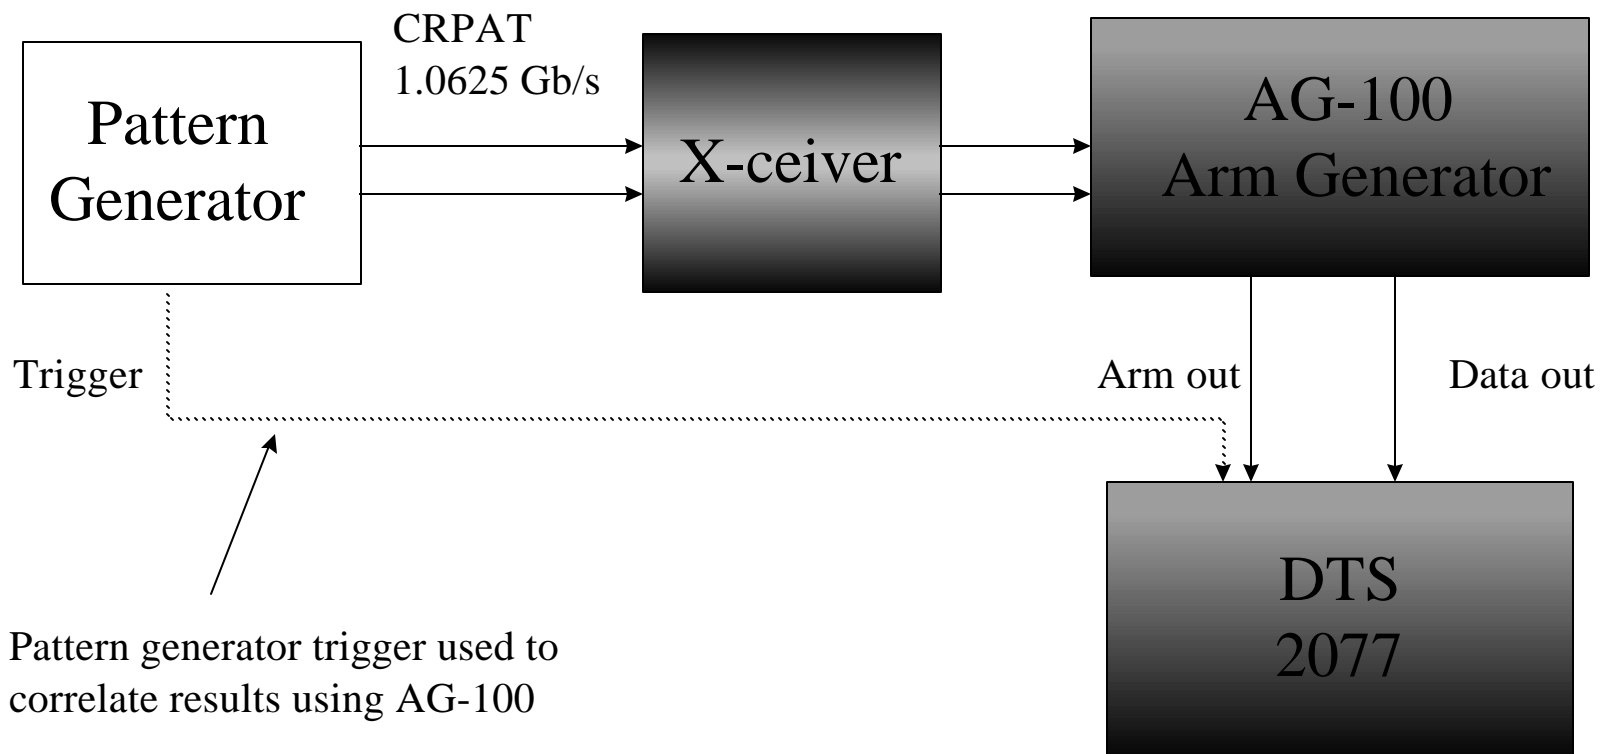 CRPAT
1.0625 Gb/s
Pattern
Generator
X-ceiver
AG-100
Arm Generator
Trigger
Arm out
Data out
DTS
2077
Pattern generator trigger used to
correlate results using AG-100